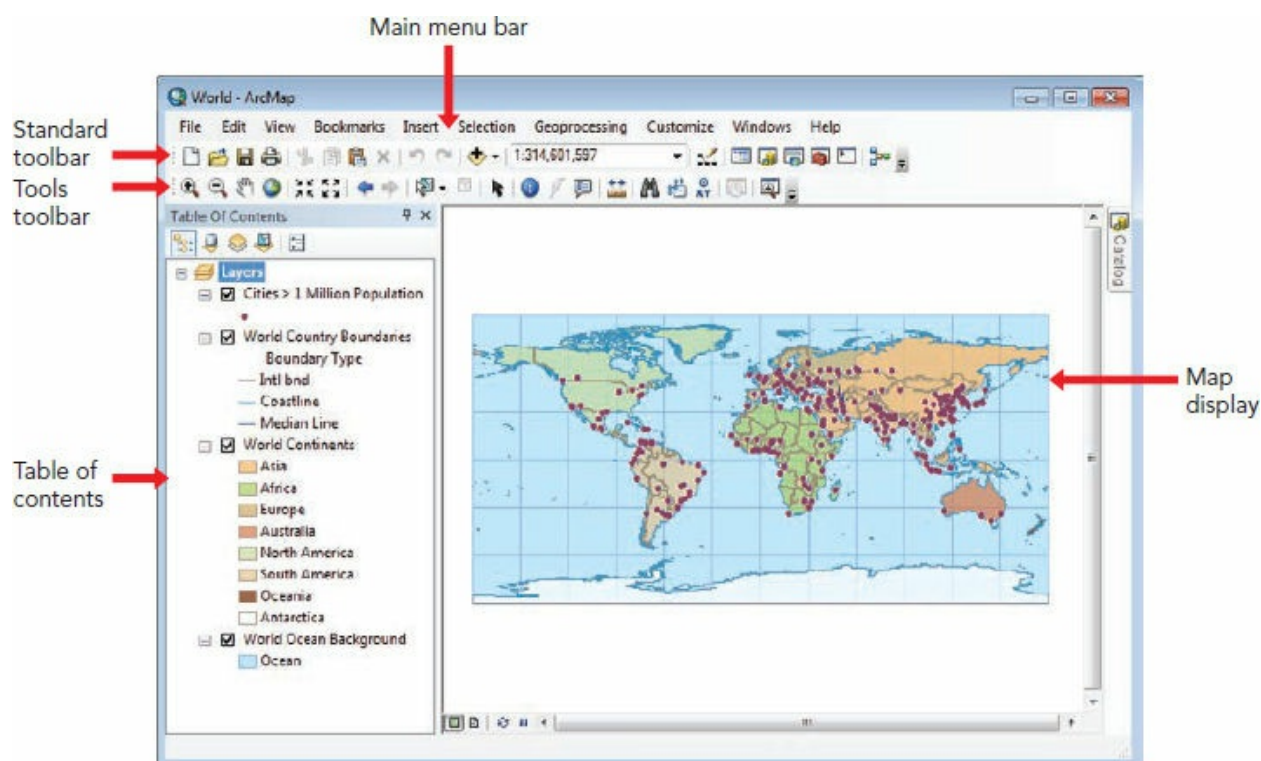 Main menu bar
World - ArcMap
Standard toolbar
File Edit View Bookmarks Insert Selection Geoprocessing Customize Windows Help
1:314,601,597
Tools toolbar
Table Of Contents
Catalog
Layers
Cities > 1 Million Population
World Country Boundaries
Boundary Type
Intl bnd
Coastline
Median Line
World Continents
Asia
Africa
Europe
Australia
North America
South America
Oceania
Antarctica
World Ocean Background
Ocean
Table of contents
Map display